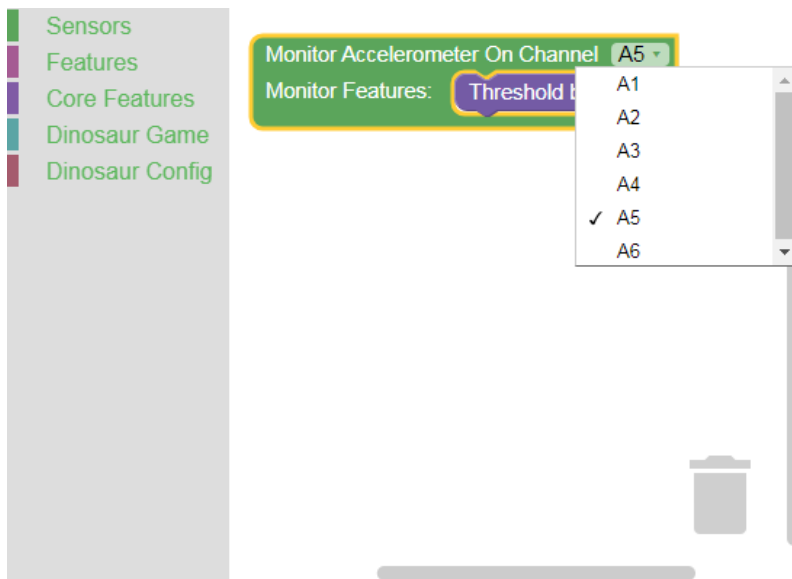 Sensors
Features
Core Features
Dinosaur Game
Dinosaur Config
Monitor Accelerometer On Channel A5
Monitor Features: Threshold
A1
A2
A3
A4
✓ A5
A6